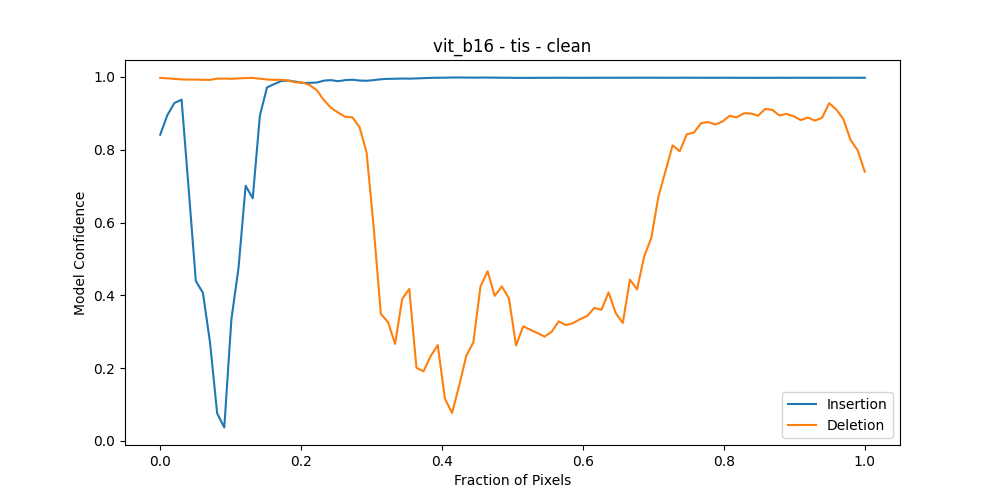 vit_b16 - tis - clean
1.0
0.8
0.6
0.4
0.2
0.0
Model Confidence
0.0 0.2 0.4 0.6 0.8 1.0
Fraction of Pixels
Insertion
Deletion